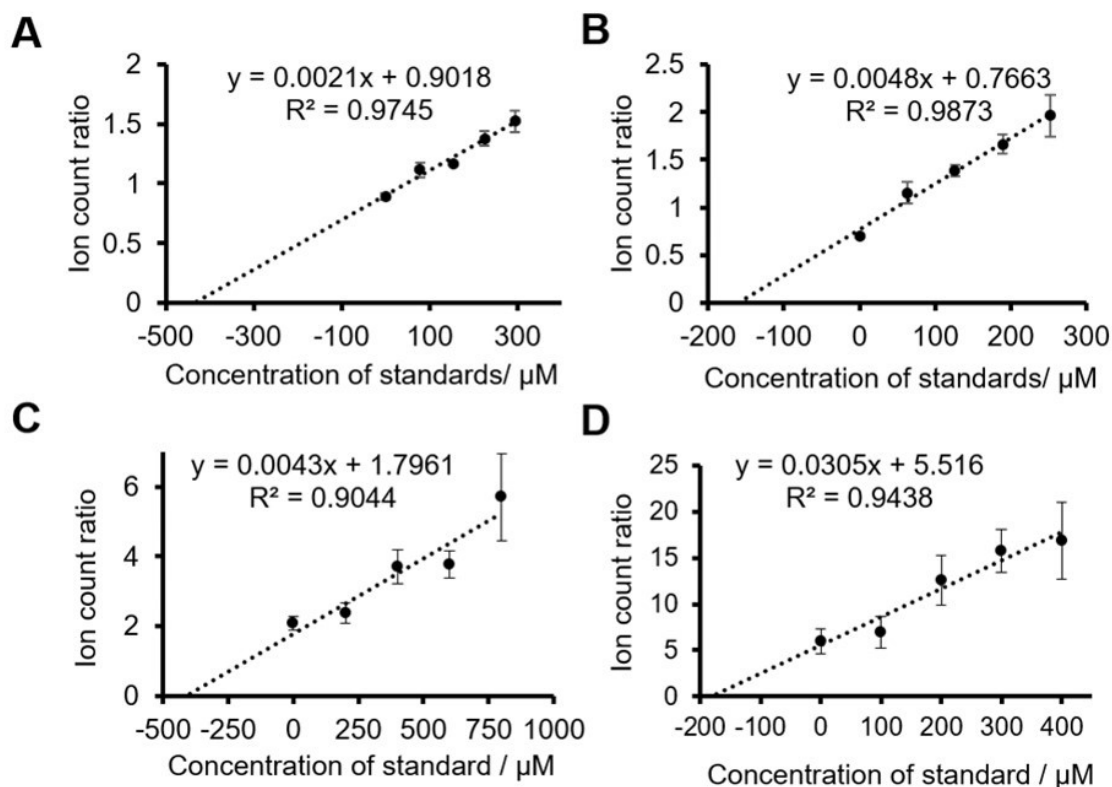 A
y = 0.0021x + 0.9018
R² = 0.9745
Ion count ratio
2
1.5
1
0.5
0
-500 -300 -100 100 300
Concentration of standards/ µM
B
y = 0.0048x + 0.7663
R² = 0.9873
Ion count ratio
2.5
2
1.5
1
0.5
0
-200 -100 0 100 200 300
Concentration of standards/ µM
C
y = 0.0043x + 1.7961
R² = 0.9044
Ion count ratio
6
4
2
0
-500 -250 0 250 500 750 1000
Concentration of standard / µM
D
y = 0.0305x + 5.516
R² = 0.9438
Ion count ratio
25
20
15
10
5
0
-200 -100 0 100 200 300 400
Concentration of standard / µM